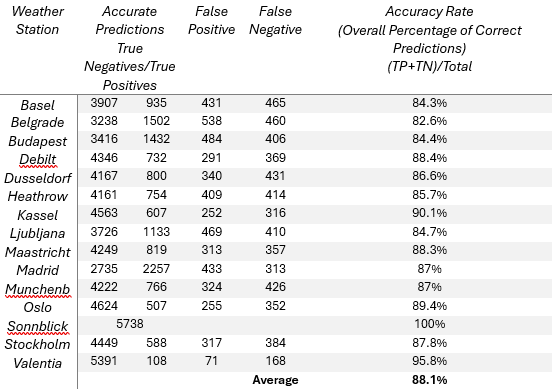 Weather Station Accurate Predictions True Negatives/True Positives False Positive False Negative Accuracy Rate (Overall Percentage of Correct Predictions) (TP+TN)/Total
Basel 3907 935 431 465 84.3%
Belgrade 3238 1502 538 460 82.6%
Budapest 3416 1432 484 406 84.4%
Debilt 4346 732 291 369 88.4%
Dusseldorf 4167 800 340 431 86.6%
Heathrow 4161 754 409 414 85.7%
Kassel 4563 607 252 316 90.1%
Ljubljana 3726 1133 469 410 84.7%
Maastricht 4249 819 313 357 88.3%
Madrid 2735 2257 433 313 87%
Munchenb 4222 766 324 426 87%
Oslo 4624 507 255 352 89.4%
Sonnblick 5738 100%
Stockholm 4449 588 317 384 87.8%
Valentia 5391 108 71 168 95.8%
Average 88.1%